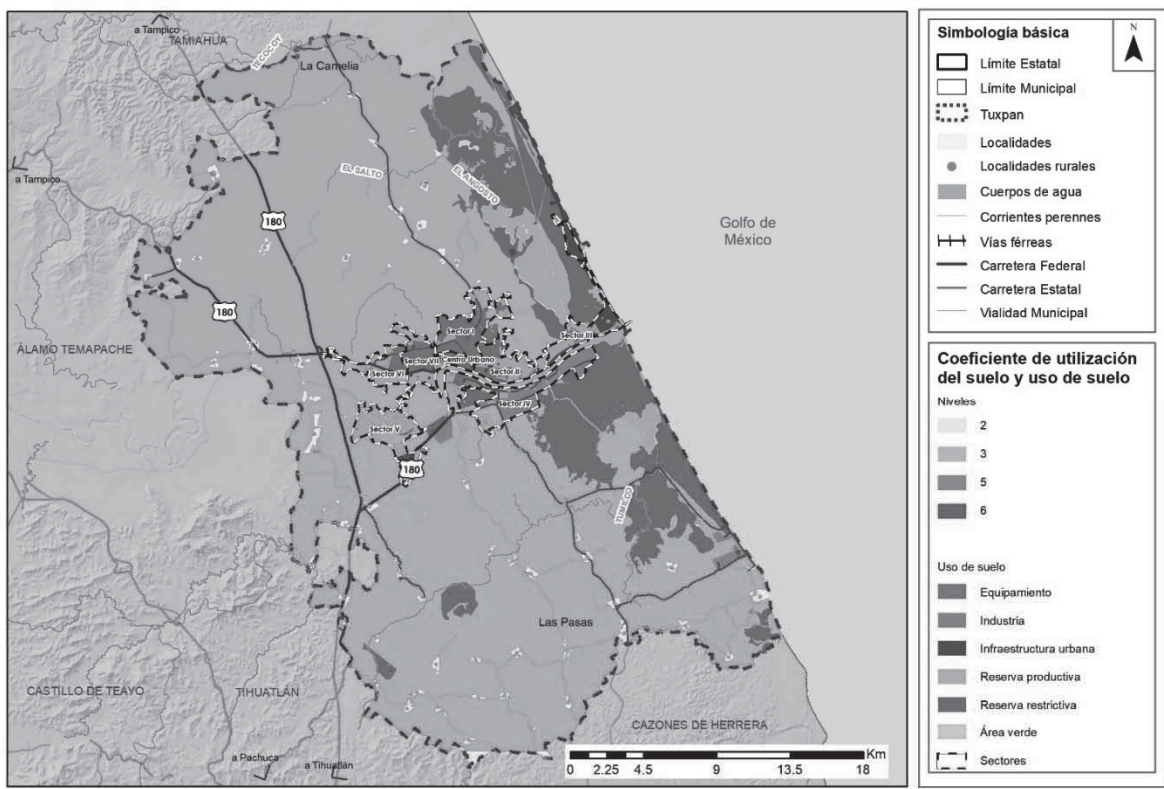 a Tampico
TAMIAHUA
TECOCOY
La Camelia
a Tampico
EL SALTO
EL ANGOSTO
180
Golfo de
México
180
ÁLAMO TEMAPACHE
Sector I
Sector III
Sector VII
Centro Urbano
Sector VI
Sector II
Sector IV
Sector V
180
TUMILCO
Las Pasas
CASTILLO DE TEAYO
TIHUATLÁN
CAZONES DE HERRERA
a Pachuca
a Tihuatlán
Km
0 2.25 4.5 9 13.5 18
Simbología básica
N
Límite Estatal
Límite Municipal
Tuxpan
Localidades
Localidades rurales
Cuerpos de agua
Corrientes perennes
Vías férreas
Carretera Federal
Carretera Estatal
Vialidad Municipal
Coeficiente de utilización
del suelo y uso de suelo
Niveles
2
3
5
6
Uso de suelo
Equipamiento
Industria
Infraestructura urbana
Reserva productiva
Reserva restrictiva
Área verde
Sectores